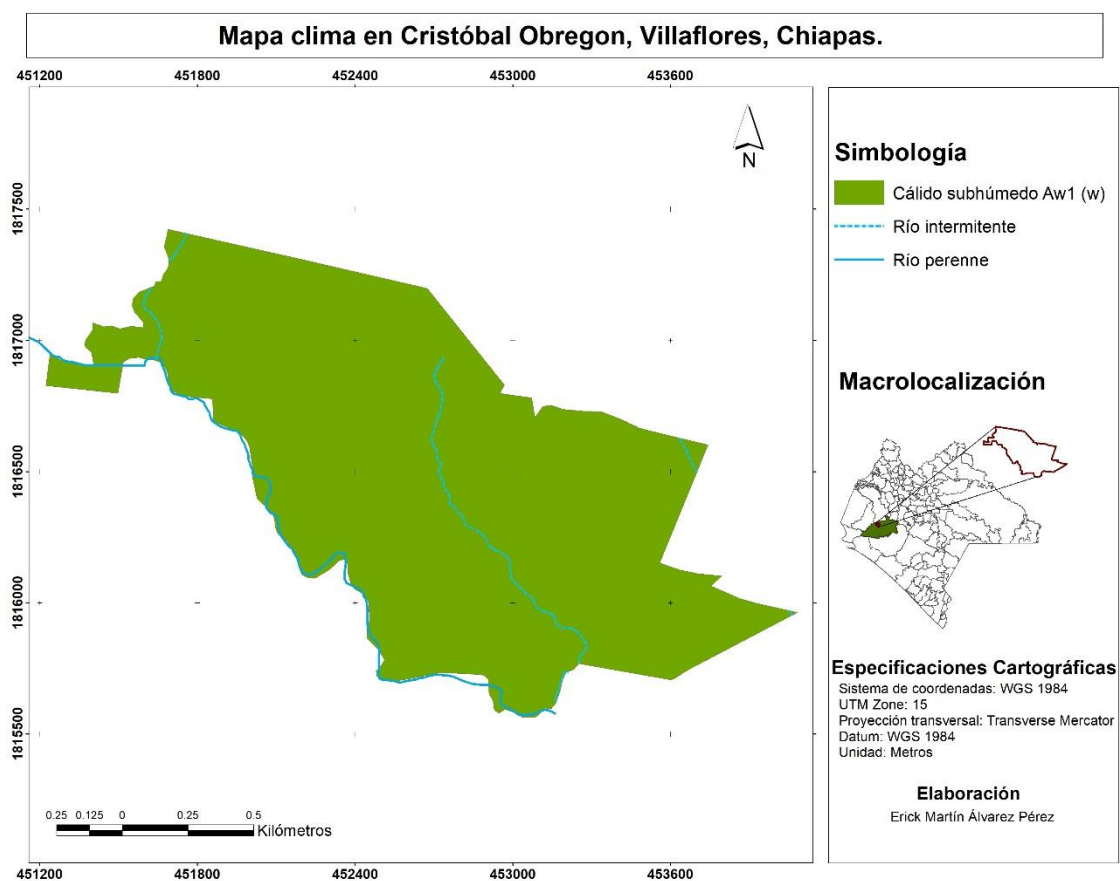 Mapa clima en Cristóbal Obregon, Villaflores, Chiapas.
451200 451800 452400 453000 453600
N
1817500
1817000
1816500
1816000
1815500
0.25 0.125 0 0.25 0.5
Kilómetros
451200 451800 452400 453000 453600
Simbología
Cálido subhúmedo Aw1 (w)
Río intermitente
Río perenne
Macrolocalización
Especificaciones Cartográficas
Sistema de coordenadas: WGS 1984
UTM Zone: 15
Proyección transversal: Transverse Mercator
Datum: WGS 1984
Unidad: Metros
Elaboración
Erick Martín Álvarez Pérez